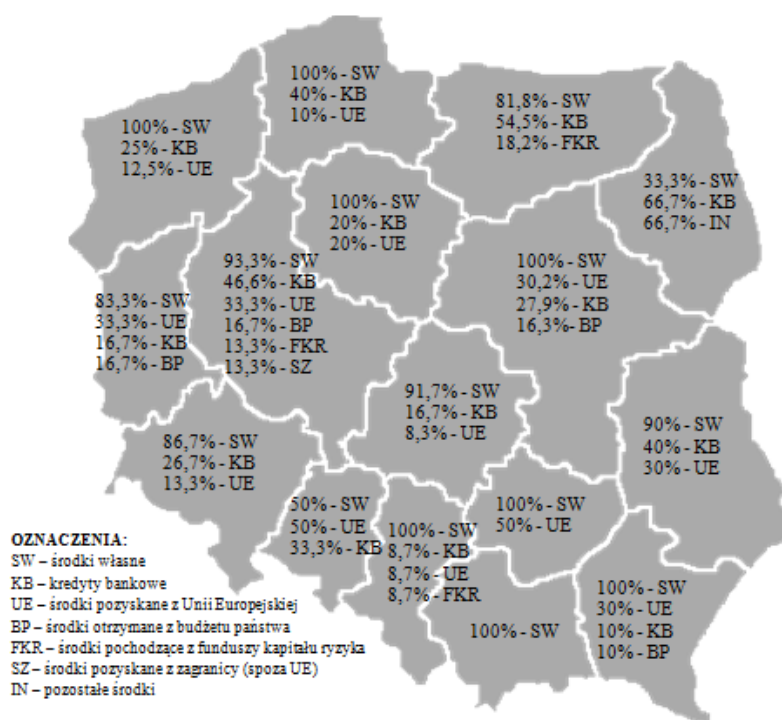 100% - SW
40% - KB
10% - UE
81,8% - SW
54,5% - KB
18,2% - FKR
100% - SW
25% - KB
12,5% - UE
33,3% - SW
66,7% - KB
66,7% - IN
100% - SW
20% - KB
20% - UE
93,3% - SW
46,6% - KB
33,3% - UE
16,7% - BP
13,3% - FKR
13,3% - SZ
100% - SW
30,2% - UE
27,9% - KB
16,3% - BP
83,3% - SW
33,3% - UE
16,7% - KB
16,7% - BP
91,7% - SW
16,7% - KB
8,3% - UE
90% - SW
40% - KB
30% - UE
86,7% - SW
26,7% - KB
13,3% - UE
50% - SW
50% - UE
33,3% - KB
100% - SW
8,7% - KB
8,7% - UE
8,7% - FKR
100% - SW
50% - UE
100% - SW
100% - SW
30% - UE
10% - KB
10% - BP
OZNACZENIA:
SW – środki własne
KB – kredyty bankowe
UE – środki pozyskane z Unii Europejskiej
BP – środki otrzymane z budżetu państwa
FKR – środki pochodzące z funduszy kapitału ryzyka
SZ – środki pozyskane z zagranicy (spoza UE)
IN – pozostałe środki